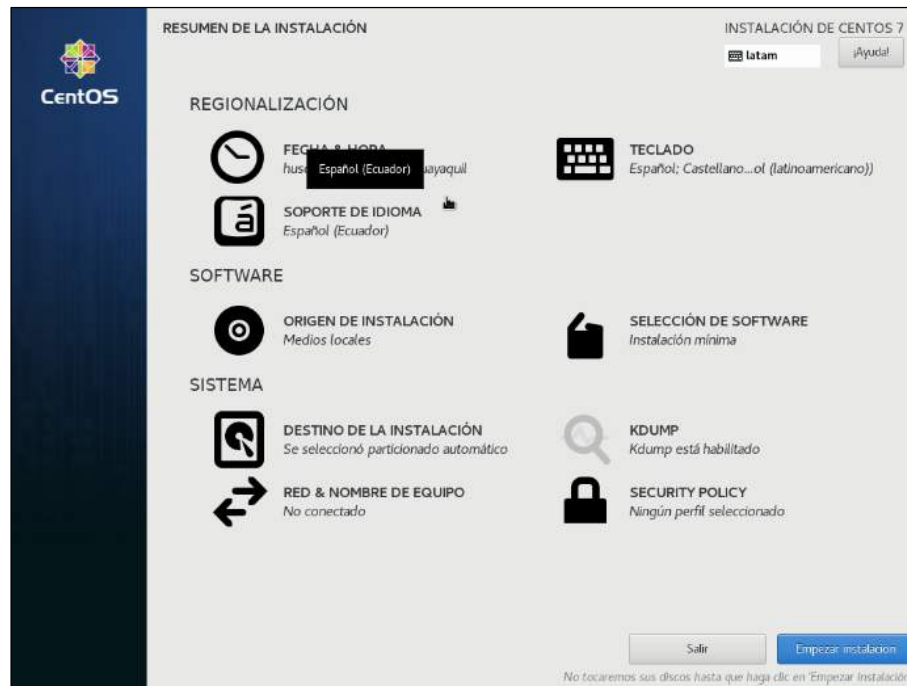 RESUMEN DE LA INSTALACIÓN
INSTALACIÓN DE CENTOS 7
latam
¡Ayuda!
CentOS
REGIONALIZACIÓN
FECHA & HORA
Español (Ecuador)
TECLADO
Español; Castellano...ol (latinoamericano))
SOPORTE DE IDIOMA
Español (Ecuador)
SOFTWARE
ORIGEN DE INSTALACIÓN
Medios locales
SELECCIÓN DE SOFTWARE
Instalación mínima
SISTEMA
DESTINO DE LA INSTALACIÓN
Se seleccionó particionado automático
KDUMP
Kdump está habilitado
RED & NOMBRE DE EQUIPO
No conectado
SECURITY POLICY
Ningún perfil seleccionado
Salir
Empezar instalacion
No tocaremos sus discos hasta que haga clic en 'Empezar instalación